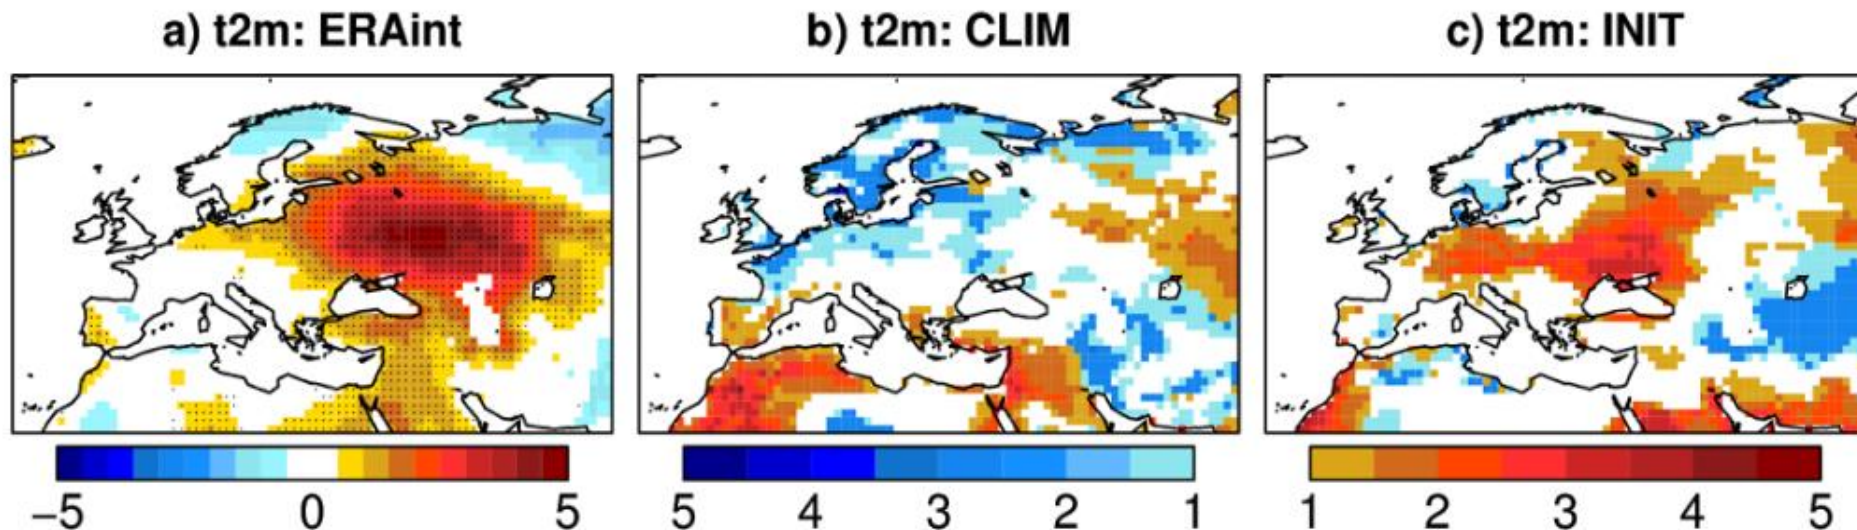 a) t2m: ERAint b) t2m: CLIM c) t2m: INIT
−5 0 5 5 4 3 2 1 1 2 3 4 5